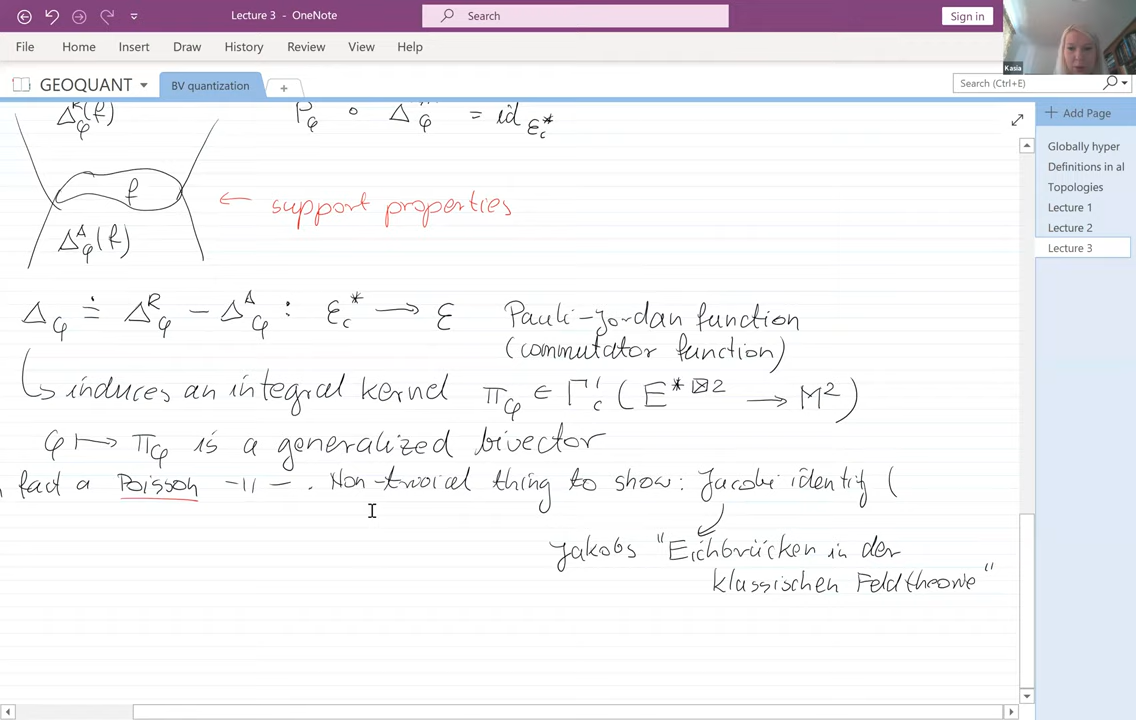 Lecture 3 - OneNote
Search
Sign in
File Home Insert Draw History Review View Help
Kasia
GEOQUANT
BV quantization
Search (Ctrl+E)
Add Page
Globally hyper
Definitions in al
Topologies
Lecture 1
Lecture 2
Lecture 3
Δ^R_φ(f) P_φ ∘ Δ_φ = id_{ℰ_c^*}
f
← support properties
Δ^A_φ(f)
Δ_φ ≐ Δ^R_φ - Δ^A_φ : ℰ_c^* → ℰ Pauli-Jordan function
(commutator function)
↳ induces an integral kernel π_φ ∈ Γ'_c (E^{*⊠2} → M²)
φ ↦ π_φ is a generalized bivector
fact a Poisson -11- . Non-trivial thing to show: Jacobi identity (
Jakobs "Eichbrücken in der
klassischen Feldtheorie"